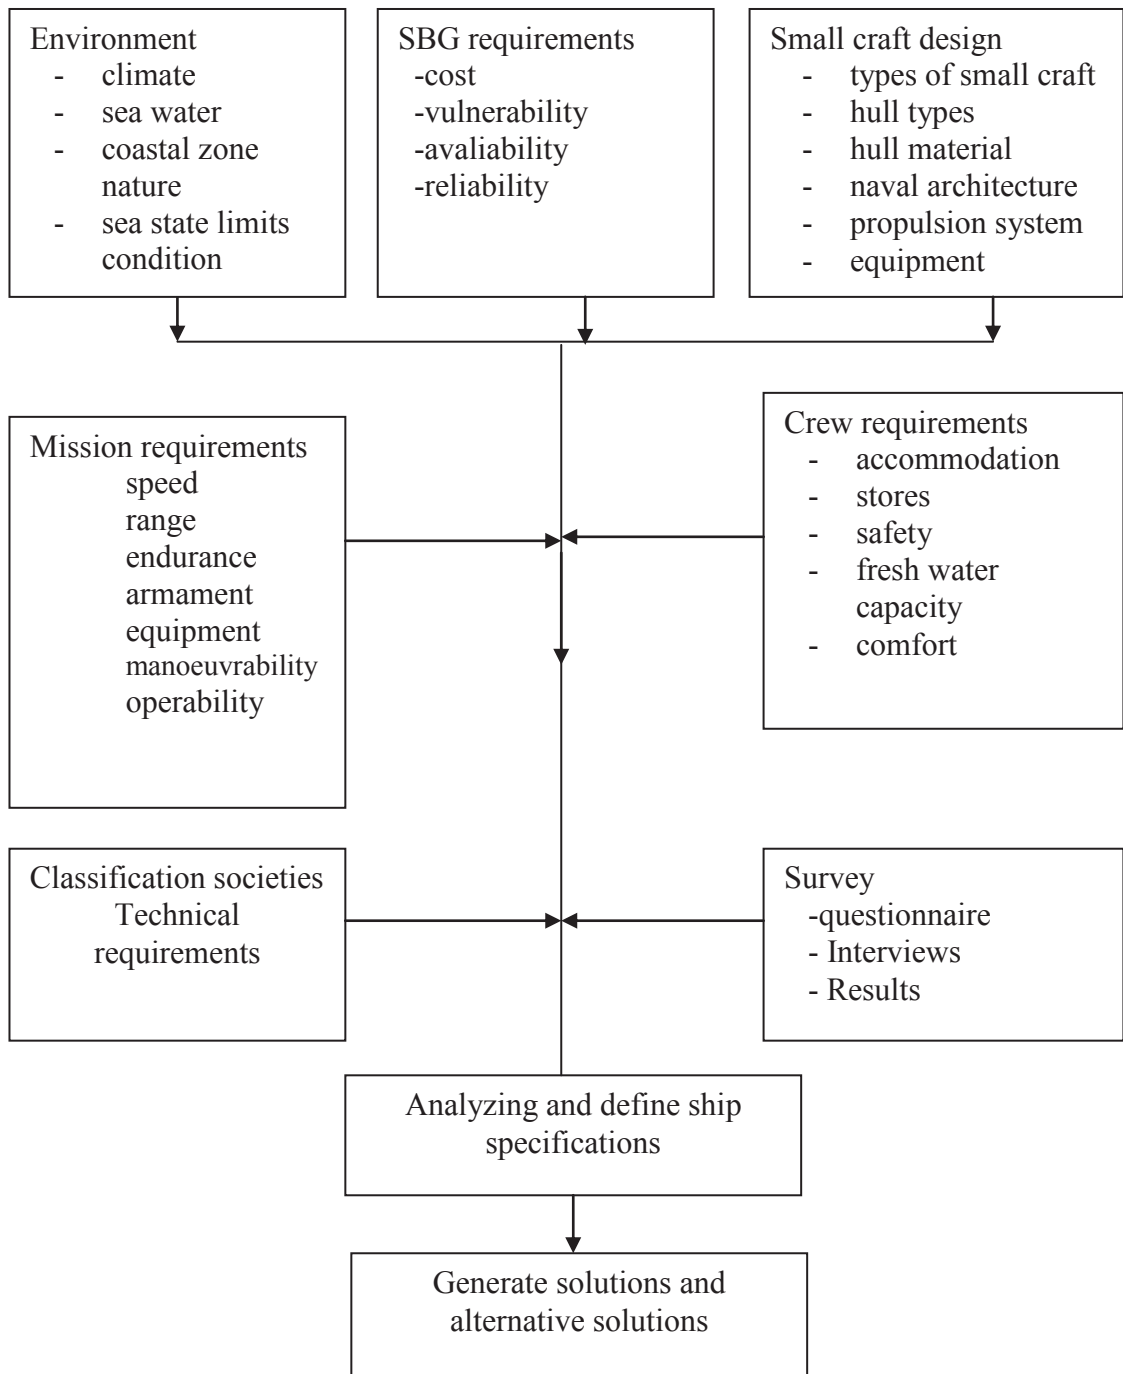 Environment
- climate
- sea water
- coastal zone
nature
- sea state limits
condition
SBG requirements
-cost
-vulnerability
-avaliability
-reliability
Small craft design
- types of small craft
- hull types
- hull material
- naval architecture
- propulsion system
- equipment
Mission requirements
speed
range
endurance
armament
equipment
manoeuvrability
operability
Crew requirements
- accommodation
- stores
- safety
- fresh water
capacity
- comfort
Classification societies
Technical
requirements
Survey
-questionnaire
- Interviews
- Results
Analyzing and define ship
specifications
Generate solutions and
alternative solutions